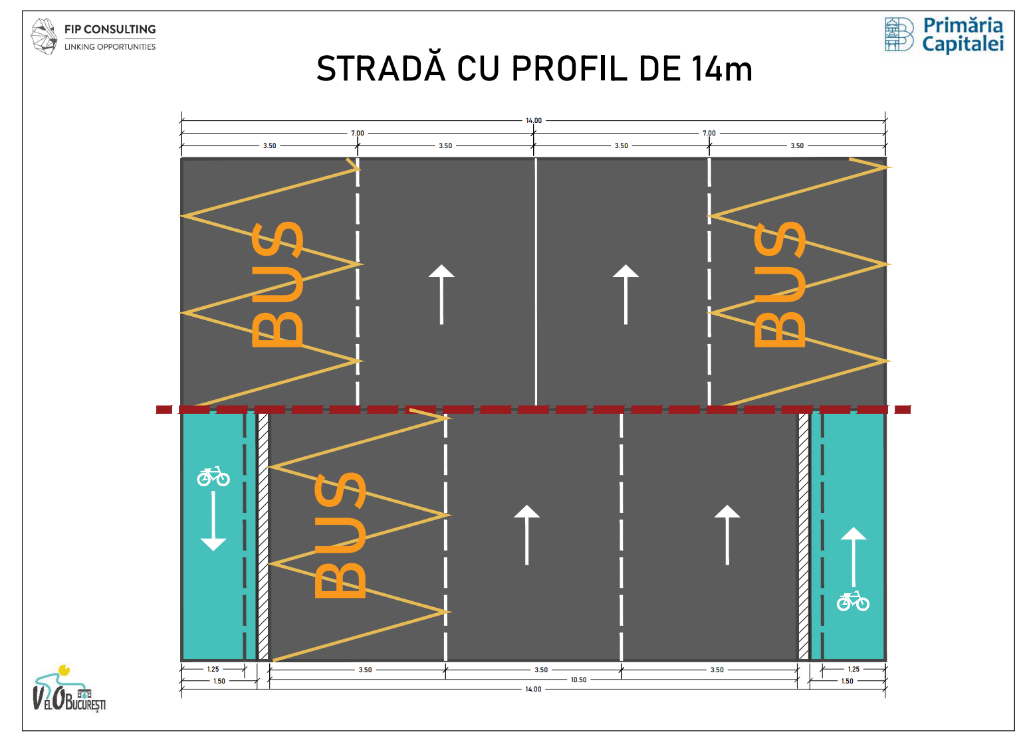 FIP CONSULTING
LINKING OPPORTUNITIES
Primăria
Capitalei
STRADĂ CU PROFIL DE 14m
14.00
7.00 7.00
3.50 3.50 3.50 3.50
BUS BUS
BUS
1.25 3.50 3.50 3.50 1.25
1.50 10.50 1.50
14.00
VELO BUCUREȘTI